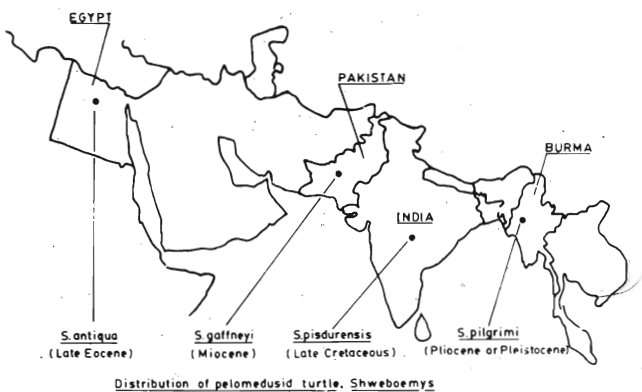 EGYPT
PAKISTAN
BURMA
INDIA
S.antiqua
(Late Eocene)
S.gaffneyi
(Miocene)
S.pisdurensis
(Late Cretaceous)
S.pilgrimi
(Pliocene or Pleistocene)
Distribution of pelomedusid turtle, Shweboemys